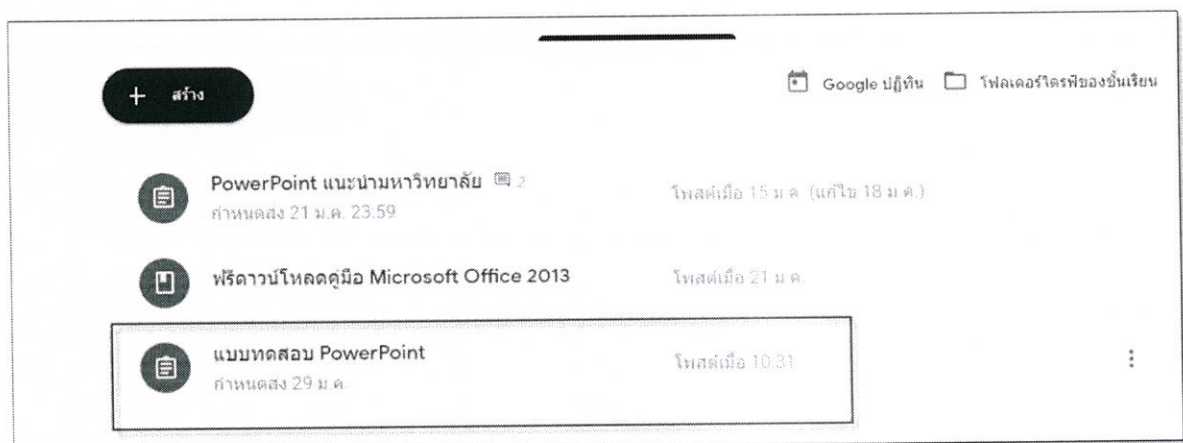 + สร้าง
Google ปฏิทิน โฟลเดอร์ไดรฟ์ของชั้นเรียน
PowerPoint แนะนำมหาวิทยาลัย 2
กำหนดส่ง 21 ม.ค. 23:59
โพสต์เมื่อ 15 ม.ค. (แก้ไข 18 ม.ค.)
ฟรีดาวน์โหลดคู่มือ Microsoft Office 2013
โพสต์เมื่อ 21 ม.ค.
แบบทดสอบ PowerPoint
กำหนดส่ง 29 ม.ค.
โพสต์เมื่อ 10:31